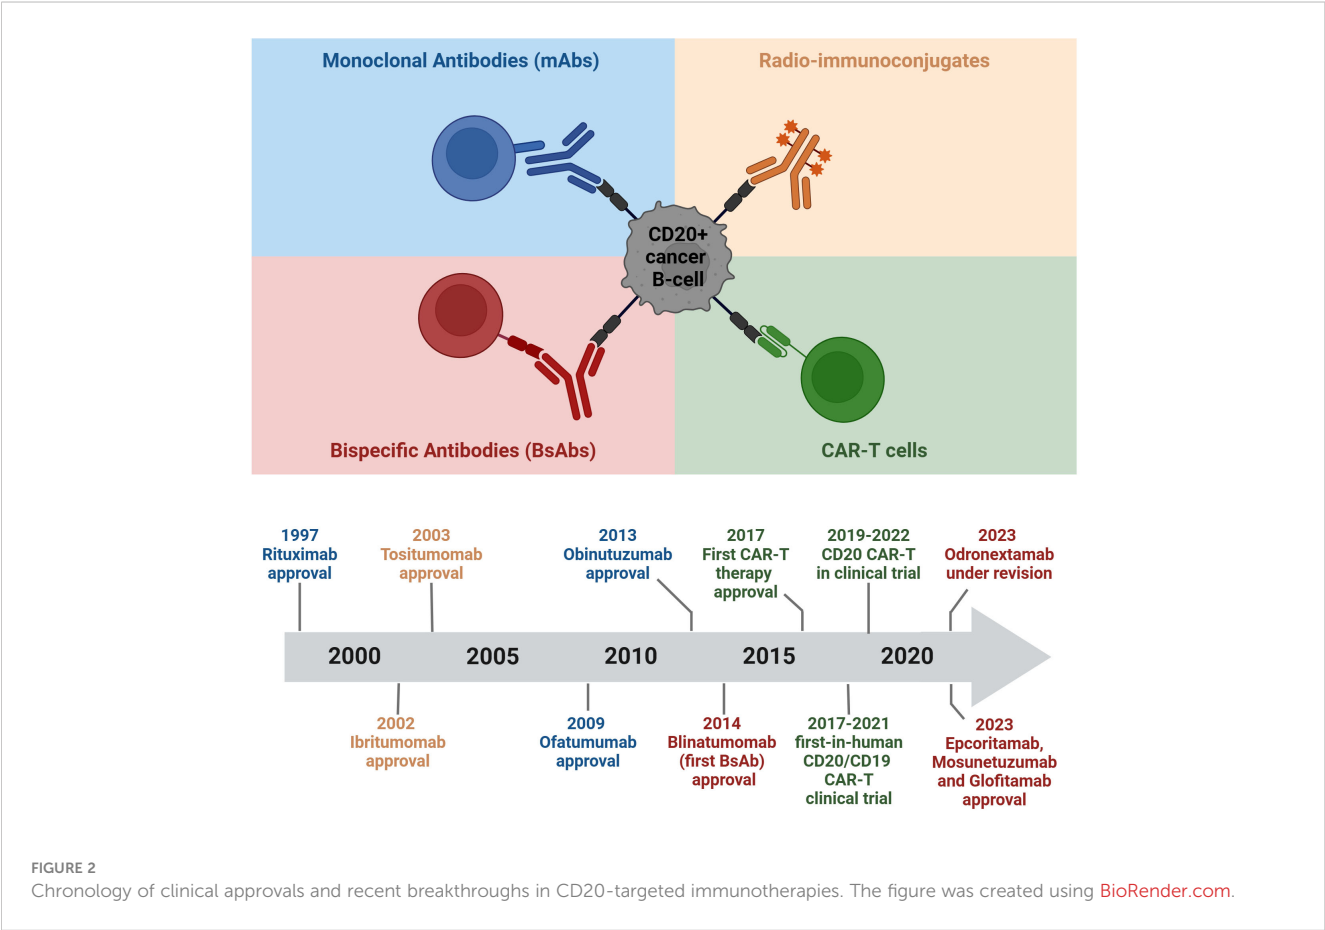 Monoclonal Antibodies (mAbs)
Radio-immunoconjugates
CD20+
cancer
B-cell
Bispecific Antibodies (BsAbs)
CAR-T cells
1997
Rituximab
approval
2003
Tositumomab
approval
2013
Obinutuzumab
approval
2017
First CAR-T
therapy
approval
2019-2022
CD20 CAR-T
in clinical trial
2023
Odronextamab
under revision
2000
2005
2010
2015
2020
2002
Ibritumomab
approval
2009
Ofatumumab
approval
2014
Blinatumomab
(first BsAb)
approval
2017-2021
first-in-human
CD20/CD19
CAR-T
clinical trial
2023
Epcoritamab,
Mosunetuzumab
and Glofitamab
approval
FIGURE 2
Chronology of clinical approvals and recent breakthroughs in CD20-targeted immunotherapies. The figure was created using BioRender.com.